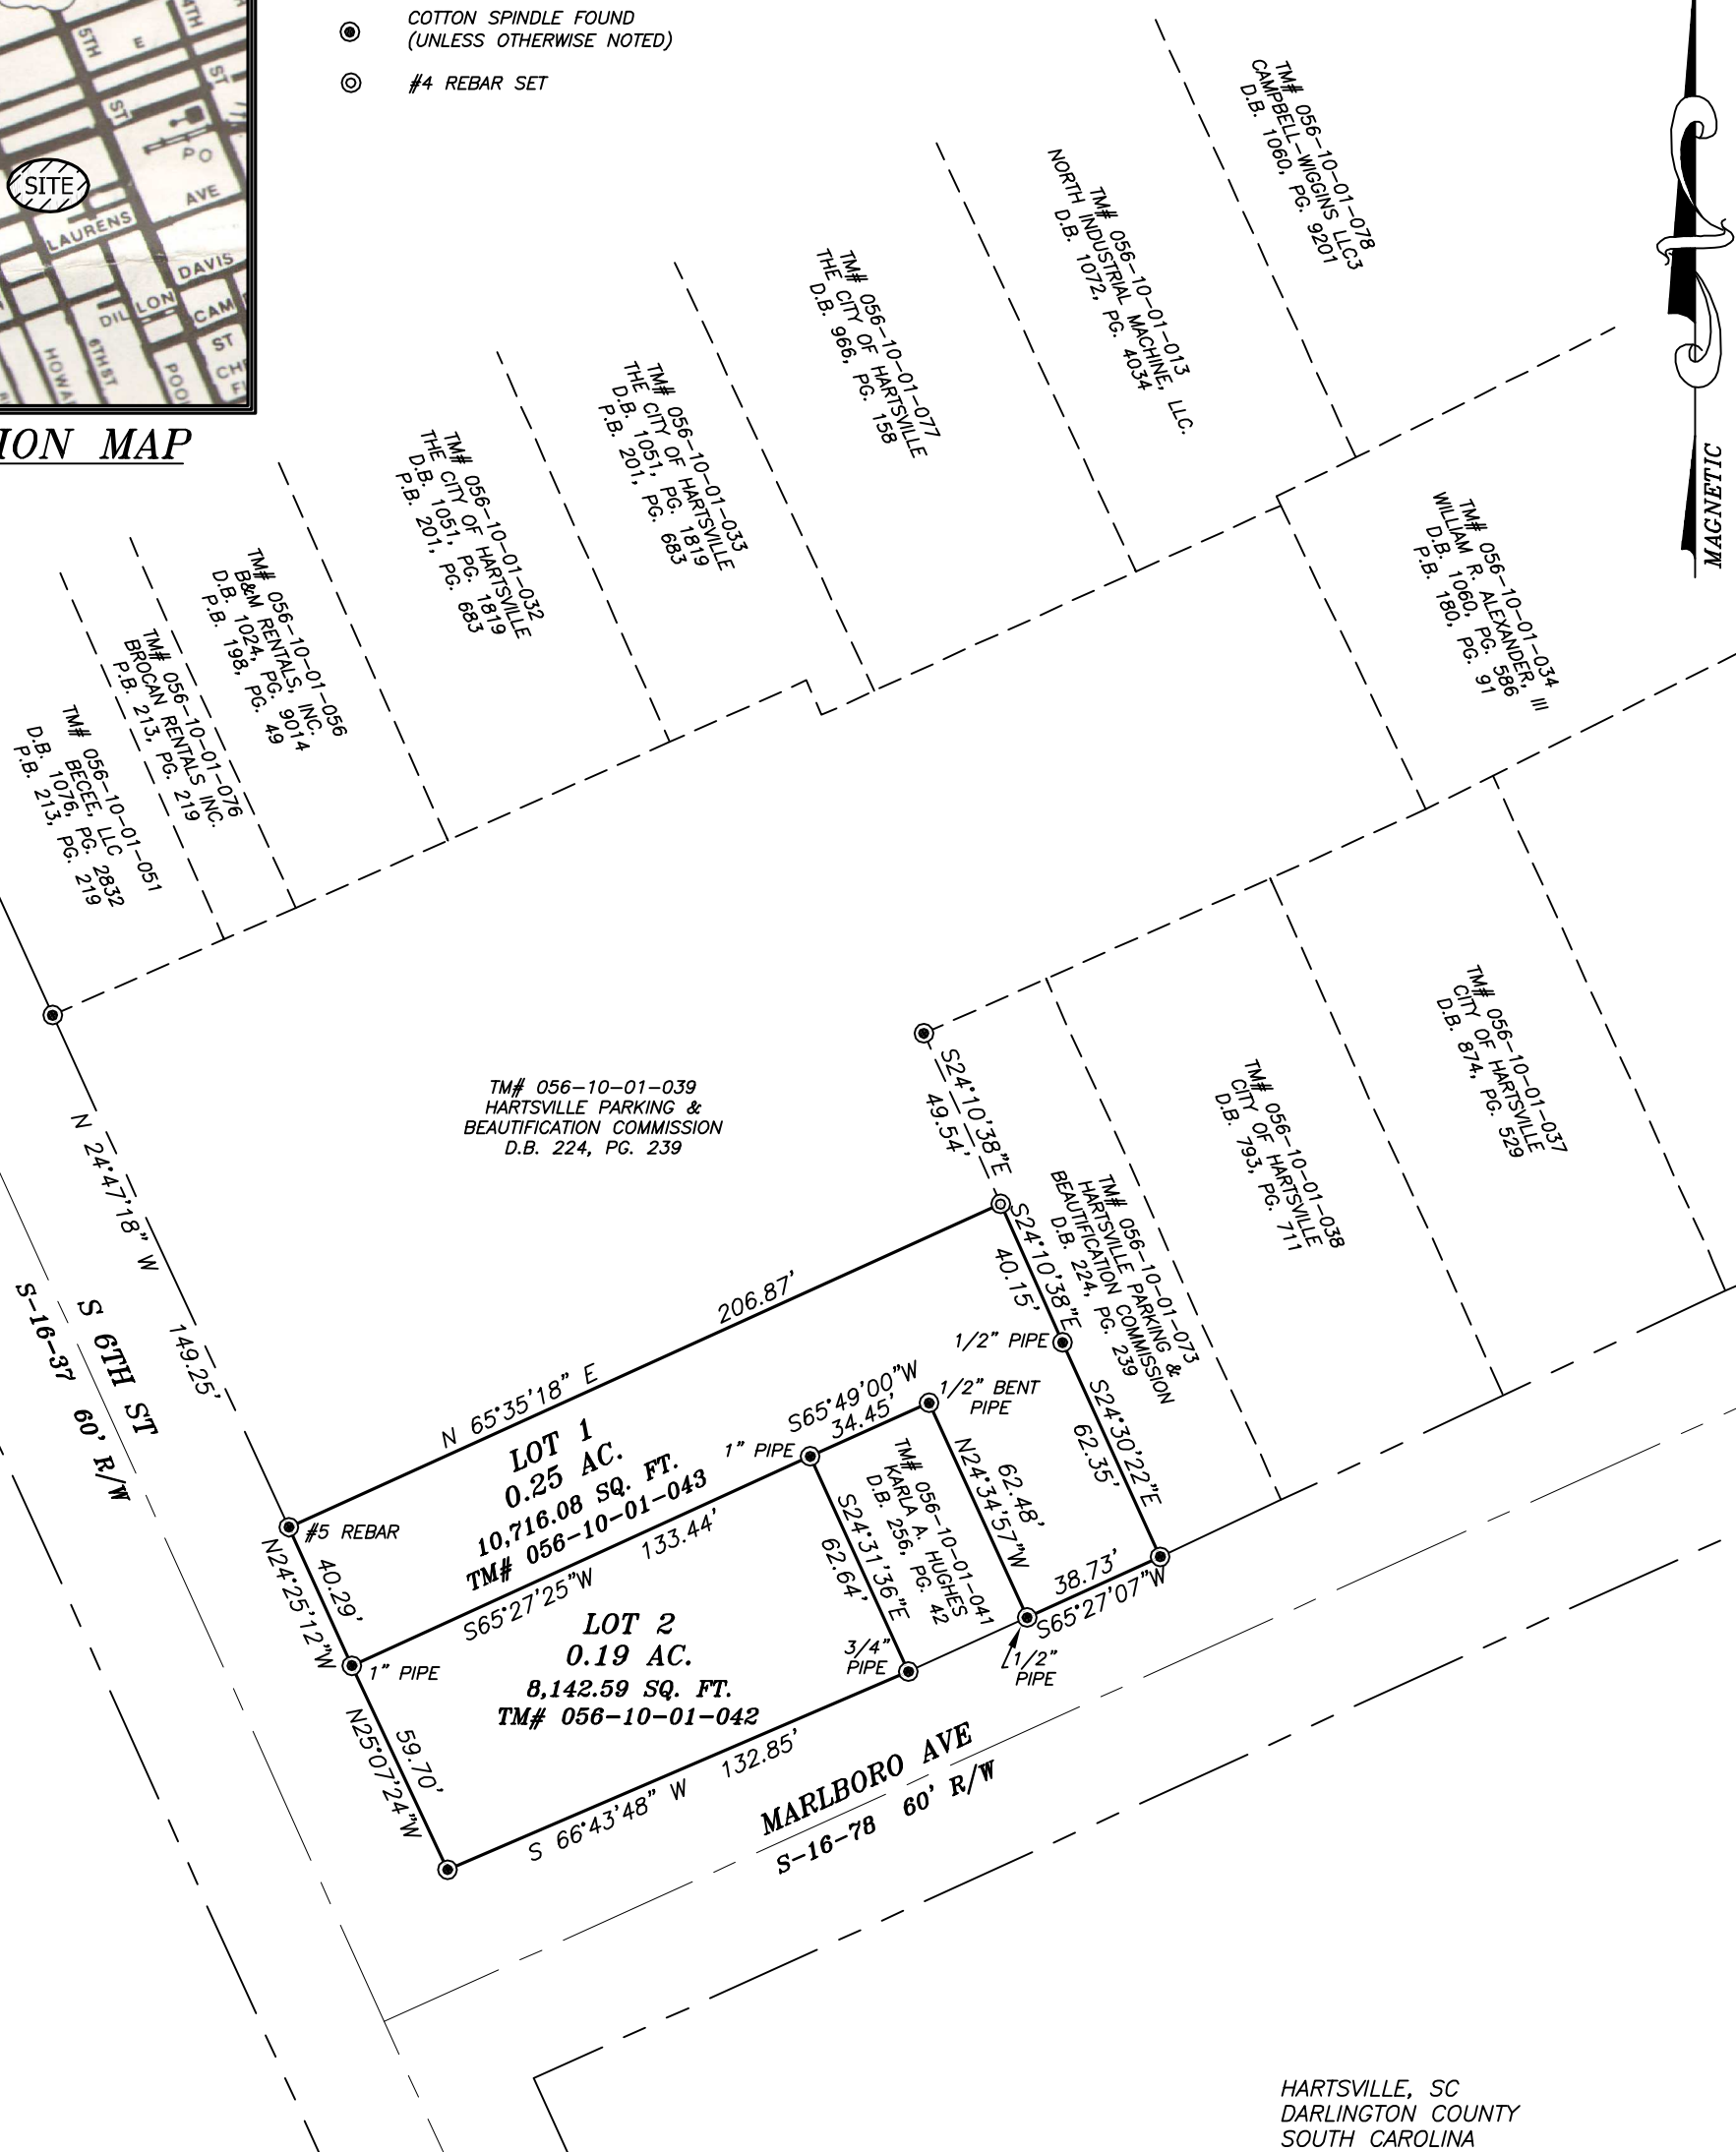 COTTON SPINDLE FOUND
(UNLESS OTHERWISE NOTED)
#4 REBAR SET
5TH
E
4TH
ST
ST
PO
SITE
AVE
LAURENS
DAVIS
DILLON
CAM
ST
HOWA
6TH ST
POO
ION MAP
MAGNETIC
TM# 056-10-01-078
CAMPBELL-WIGGINS LLC3
D.B. 1060, PG. 9201
TM# 056-10-01-013
NORTH INDUSTRIAL MACHINE, LLC.
D.B. 1072, PG. 4034
TM# 056-10-01-077
THE CITY OF HARTSVILLE
D.B. 966, PG. 158
TM# 056-10-01-033
THE CITY OF HARTSVILLE
D.B. 1051, PG. 1819
P.B. 201, PG. 683
TM# 056-10-01-032
THE CITY OF HARTSVILLE
D.B. 1051, PG. 1819
P.B. 201, PG. 683
TM# 056-10-01-056
B&M RENTALS, INC.
D.B. 1024, PG. 9014
P.B. 198, PG. 49
TM# 056-10-01-076
BROCAN RENTALS INC.
P.B. 213, PG. 219
TM# 056-10-01-051
BECEE, LLC
D.B. 1076, PG. 2832
P.B. 213, PG. 219
TM# 056-10-01-034
WILLIAM R. ALEXANDER, III
D.B. 1060, PG. 586
P.B. 180, PG. 91
TM# 056-10-01-037
CITY OF HARTSVILLE
D.B. 874, PG. 529
TM# 056-10-01-038
CITY OF HARTSVILLE
D.B. 793, PG. 711
TM# 056-10-01-073
HARTSVILLE PARKING &
BEAUTIFICATION COMMISSION
D.B. 224, PG. 239
TM# 056-10-01-039
HARTSVILLE PARKING &
BEAUTIFICATION COMMISSION
D.B. 224, PG. 239
S24°10'38"E
49.54'
S24°10'38"E
40.15'
1/2" PIPE
S24°30'22"E
62.35'
N 24°47'18" W
149.25'
S 6TH ST
S-16-37 60' R/W
N 65°35'18" E
206.87'
LOT 1
0.25 AC.
10,716.08 SQ. FT.
TM# 056-10-01-043
S65°49'00"W
34.45'
1/2" BENT
PIPE
1" PIPE
#5 REBAR
N24°25'12"W
40.29'
S65°27'25"W
133.44'
TM# 056-10-01-041
KARLA A. HUGHES
D.B. 256, PG. 42
S24°31'36"E
62.64'
N24°34'57"W
62.48'
38.73'
S65°27'07"W
1/2"
PIPE
3/4"
PIPE
1" PIPE
LOT 2
0.19 AC.
8,142.59 SQ. FT.
TM# 056-10-01-042
N25°07'24"W
59.70'
S 66°43'48" W
132.85'
MARLBORO AVE
S-16-78 60' R/W
HARTSVILLE, SC
DARLINGTON COUNTY
SOUTH CAROLINA